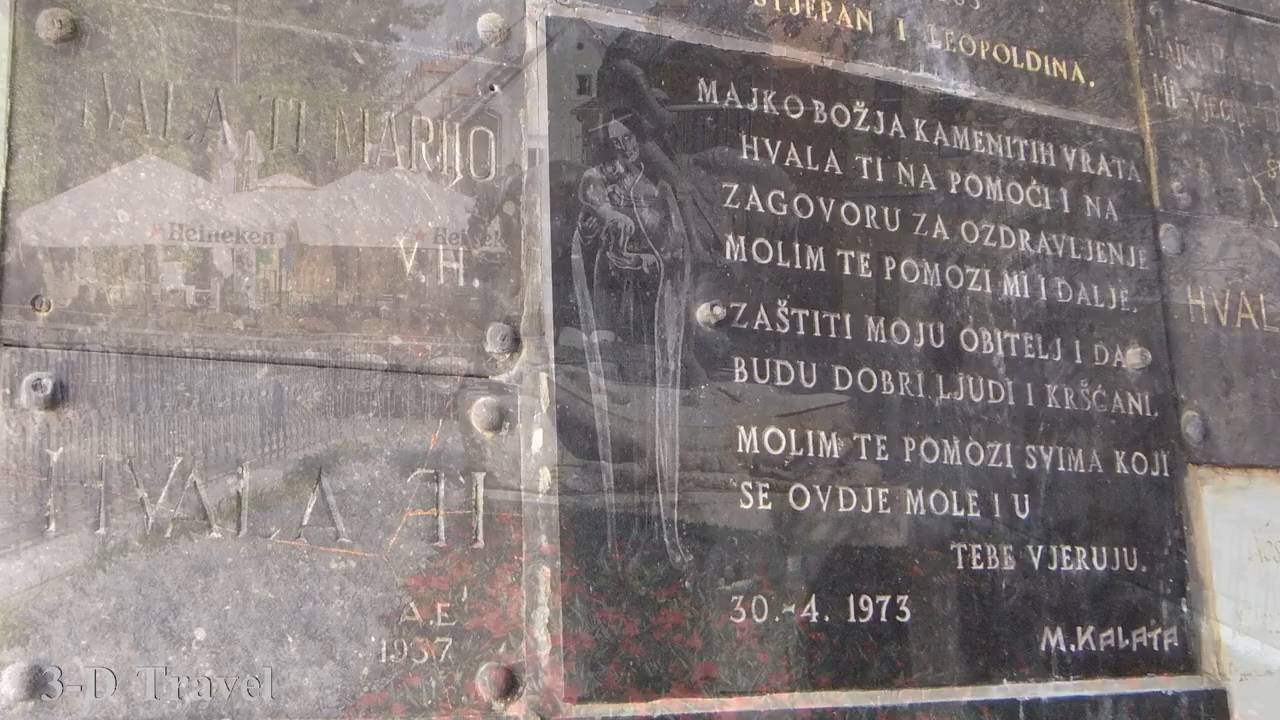 STJEPAN I LEOPOLDINA.
HVALA TI MARIJO
Heineken
V.H.
HVALA TI
A.E
1937
MAJKO BOŽJA KAMENITIH VRATA
HVALA TI NA POMOĆI I NA
ZAGOVORU ZA OZDRAVLJENJE
MOLIM TE POMOZI MI I DALJE.
ZAŠTITI MOJU OBITELJ I DA
BUDU DOBRI LJUDI I KRŠĆANI.
MOLIM TE POMOZI SVIMA KOJI
SE OVDJE MOLE I U
TEBE VJERUJU.
30.-4. 1973
M.KALATA
HVAL
3-D Travel